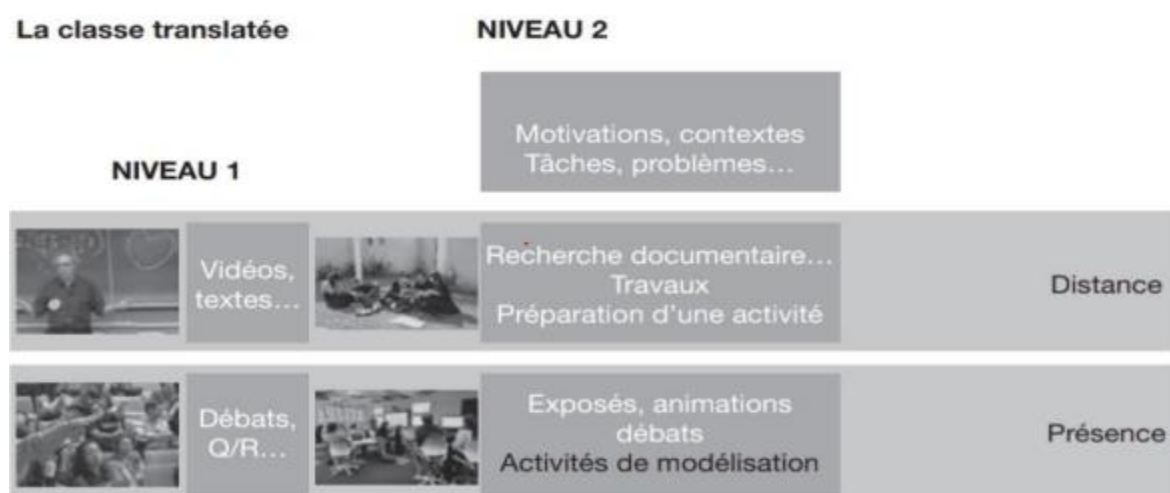 La classe translatée
NIVEAU 2
Motivations, contextes
Tâches, problèmes…
NIVEAU 1
Vidéos,
textes…
Recherche documentaire…
Travaux
Préparation d’une activité
Distance
Débats,
Q/R…
Exposés, animations
débats
Activités de modélisation
Présence